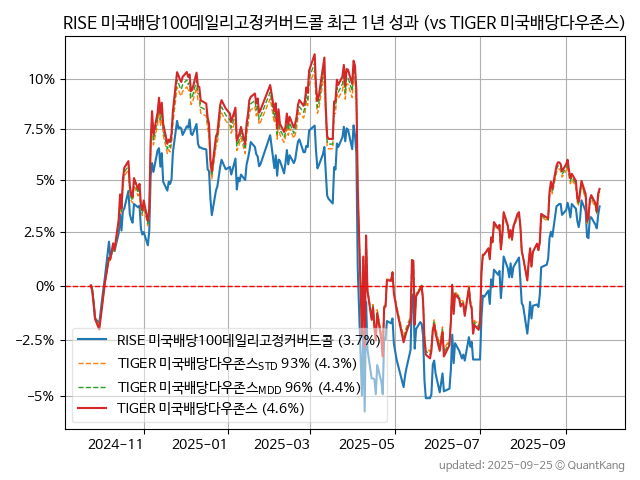 RISE 미국배당100데일리고정커버드콜 최근 1년 성과 (vs TIGER 미국배당다우존스)
10%
7.5%
5%
2.5%
0%
−2.5%
−5%
RISE 미국배당100데일리고정커버드콜 (3.7%)
TIGER 미국배당다우존스STD 93% (4.3%)
TIGER 미국배당다우존스MDD 96% (4.4%)
TIGER 미국배당다우존스 (4.6%)
2024−11 2025−01 2025−03 2025−05 2025−07 2025−09
updated: 2025-09-25 © QuantKang